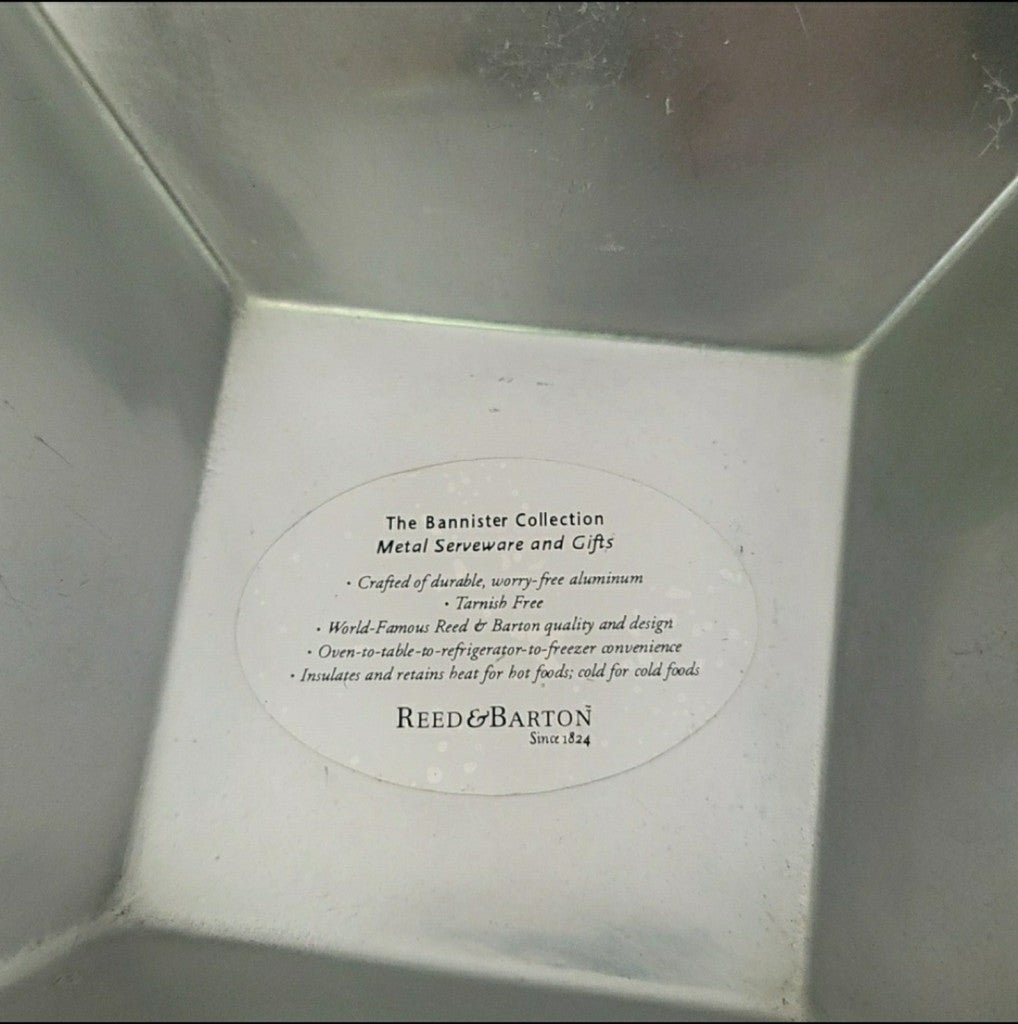 The Bannister Collection
Metal Serveware and Gifts
• Crafted of durable, worry-free aluminum
• Tarnish Free
• World-Famous Reed & Barton quality and design
• Oven-to-table-to-refrigerator-to-freezer convenience
• Insulates and retains heat for hot foods; cold for cold foods
REED & BARTON™
Since 1824